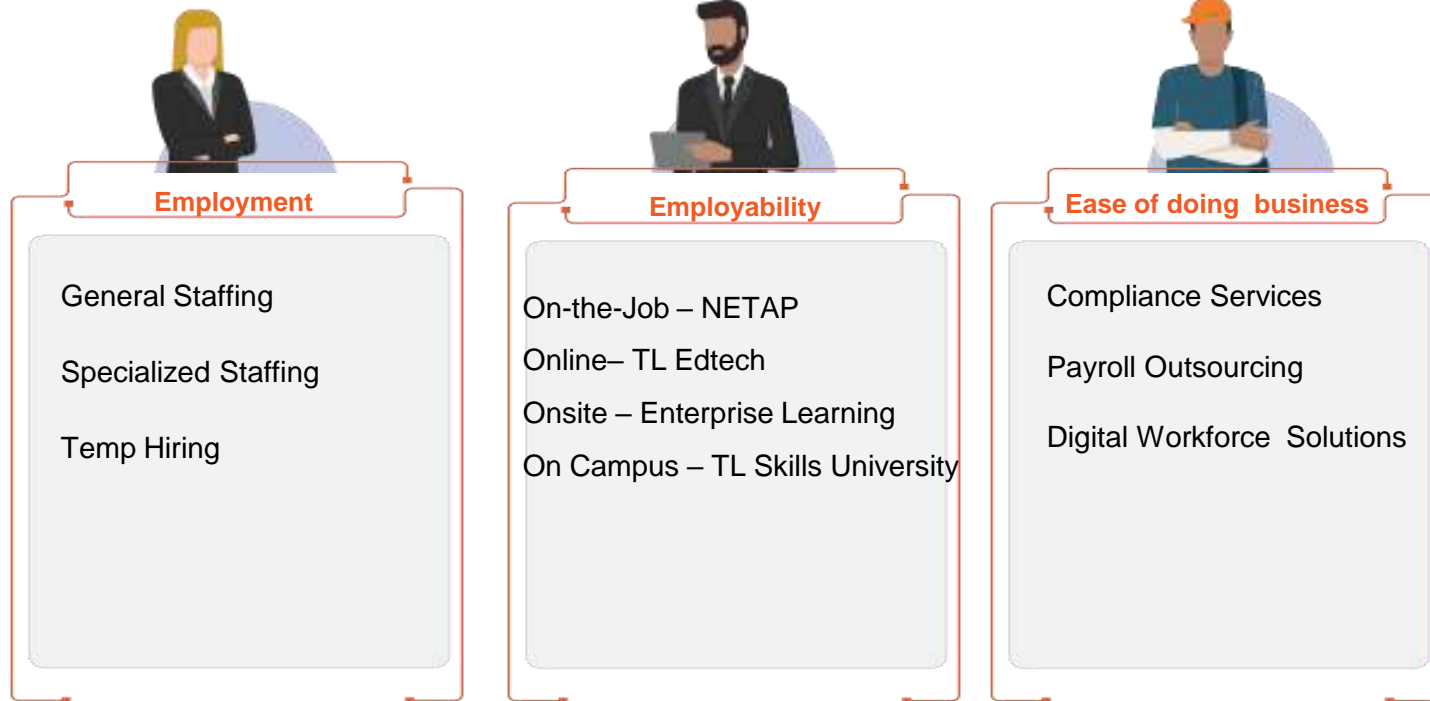 Employment
General Staffing
Specialized Staffing
Temp Hiring
Employability
On-the-Job – NETAP
Online– TL Edtech
Onsite – Enterprise Learning
On Campus – TL Skills University
Ease of doing  business
Compliance Services
Payroll Outsourcing
Digital Workforce  Solutions